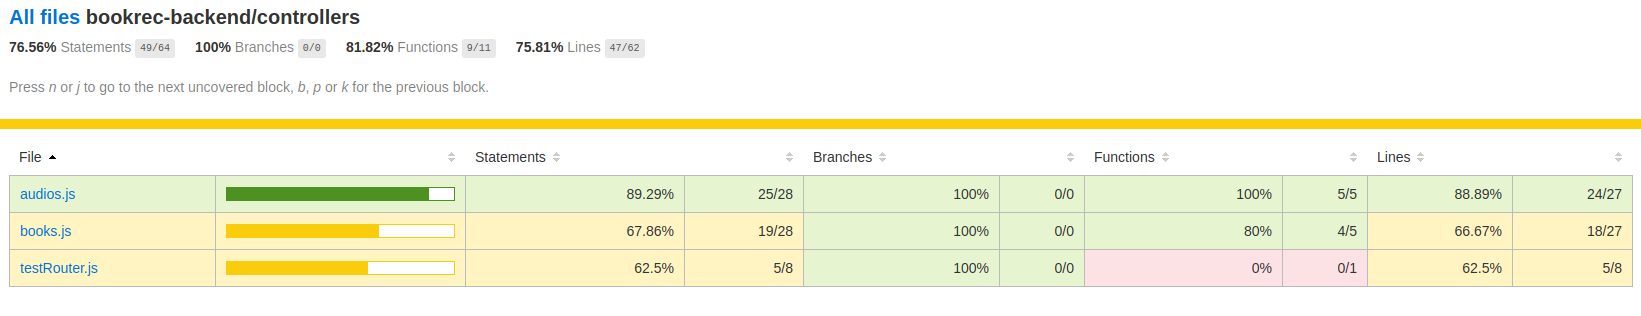 All files bookrec-backend/controllers
76.56% Statements 49/64 100% Branches 0/0 81.82% Functions 9/11 75.81% Lines 47/62
Press n or j to go to the next uncovered block, b, p or k for the previous block.
File Statements Branches Functions Lines
audios.js 89.29% 25/28 100% 0/0 100% 5/5 88.89% 24/27
books.js 67.86% 19/28 100% 0/0 80% 4/5 66.67% 18/27
testRouter.js 62.5% 5/8 100% 0/0 0% 0/1 62.5% 5/8